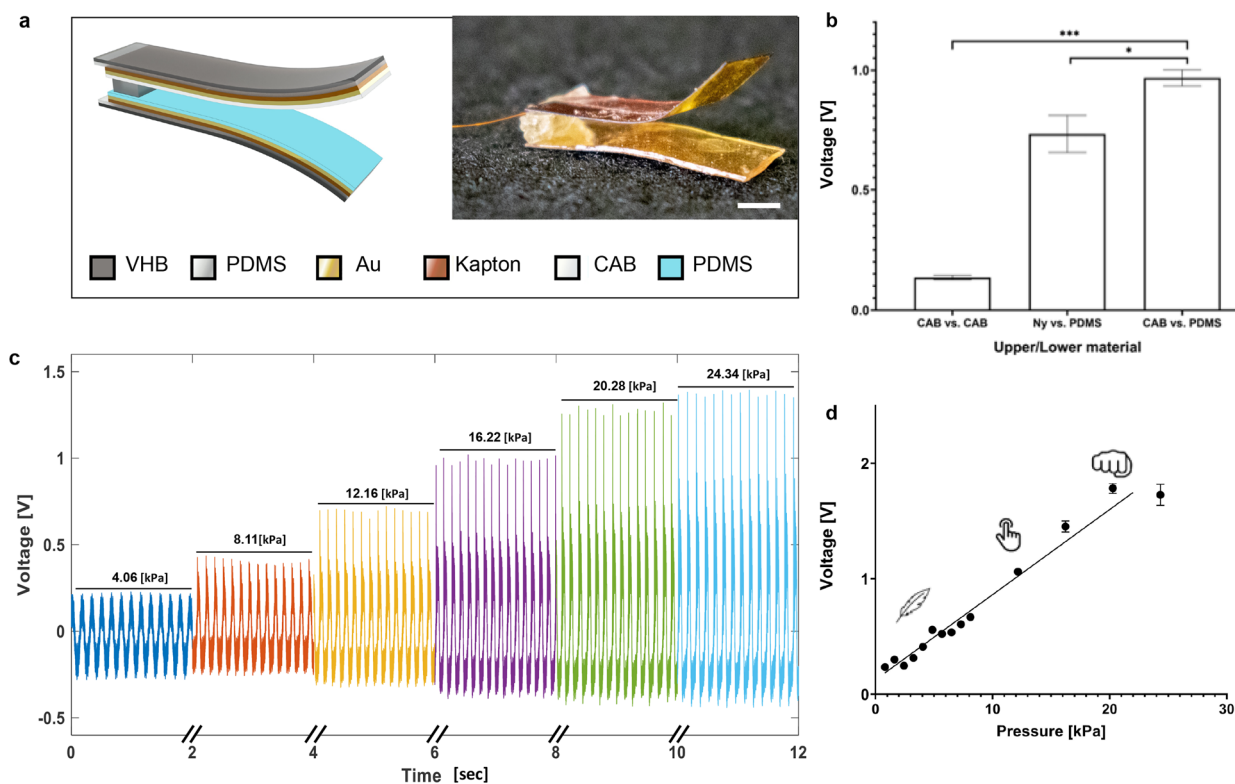 a
VHB PDMS Au Kapton CAB PDMS
b
Voltage [V]
***
*
1.0
0.5
0.0
CAB vs. CAB Ny vs. PDMS CAB vs. PDMS
Upper/Lower material
c
Voltage [V]
1.5
1
0.5
0
-0.5
4.06 [kPa]
8.11[kPa]
12.16 [kPa]
16.22 [kPa]
20.28 [kPa]
24.34 [kPa]
0 2 4 6 8 10 12
Time [sec]
d
Voltage [V]
2
1
0
0 10 20 30
Pressure [kPa]